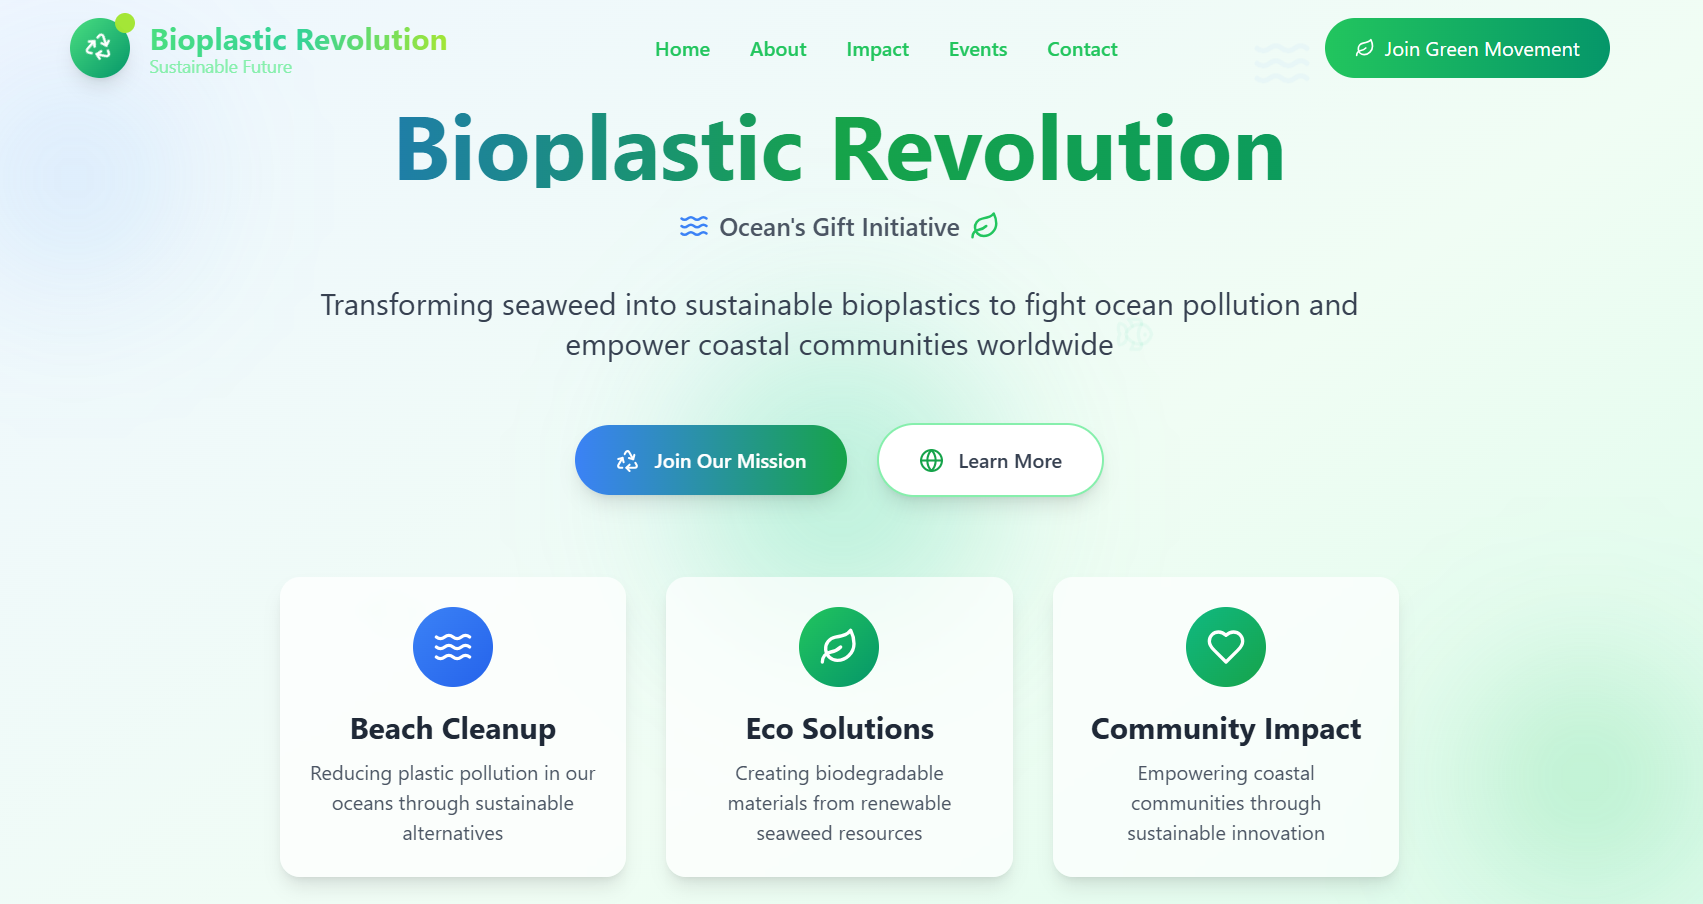 Bioplastic Revolution
Sustainable Future
Home
About
Impact
Events
Contact
Join Green Movement
Bioplastic Revolution
Ocean's Gift Initiative
Transforming seaweed into sustainable bioplastics to fight ocean pollution and
empower coastal communities worldwide
Join Our Mission
Learn More
Beach Cleanup
Reducing plastic pollution in our
oceans through sustainable
alternatives
Eco Solutions
Creating biodegradable
materials from renewable
seaweed resources
Community Impact
Empowering coastal
communities through
sustainable innovation